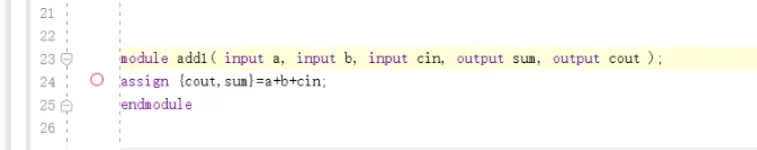 21
22
23 module add1( input a, input b, input cin, output sum, output cout );
24 assign {cout,sum}=a+b+cin;
25 endmodule
26